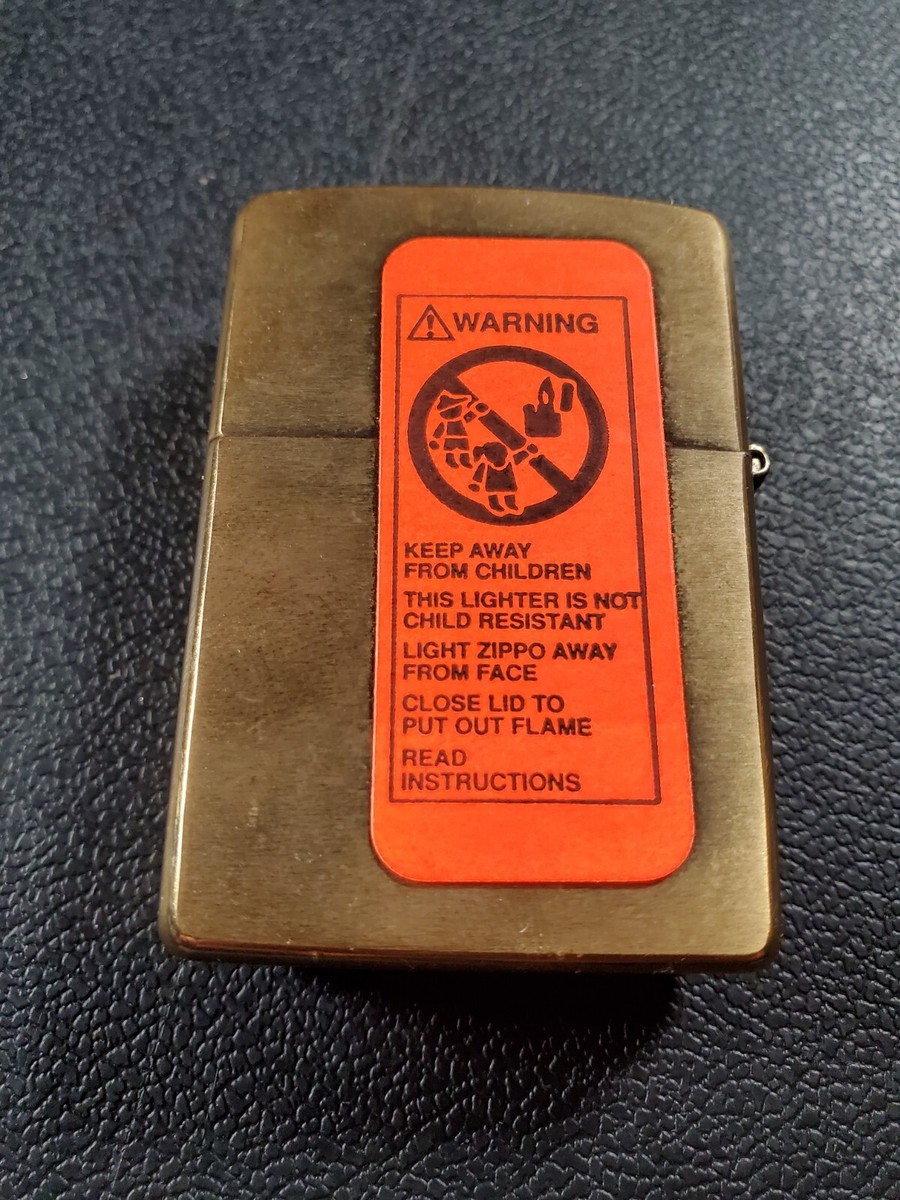 WARNING
KEEP AWAY
FROM CHILDREN
THIS LIGHTER IS NOT
CHILD RESISTANT
LIGHT ZIPPO AWAY
FROM FACE
CLOSE LID TO
PUT OUT FLAME
READ
INSTRUCTIONS